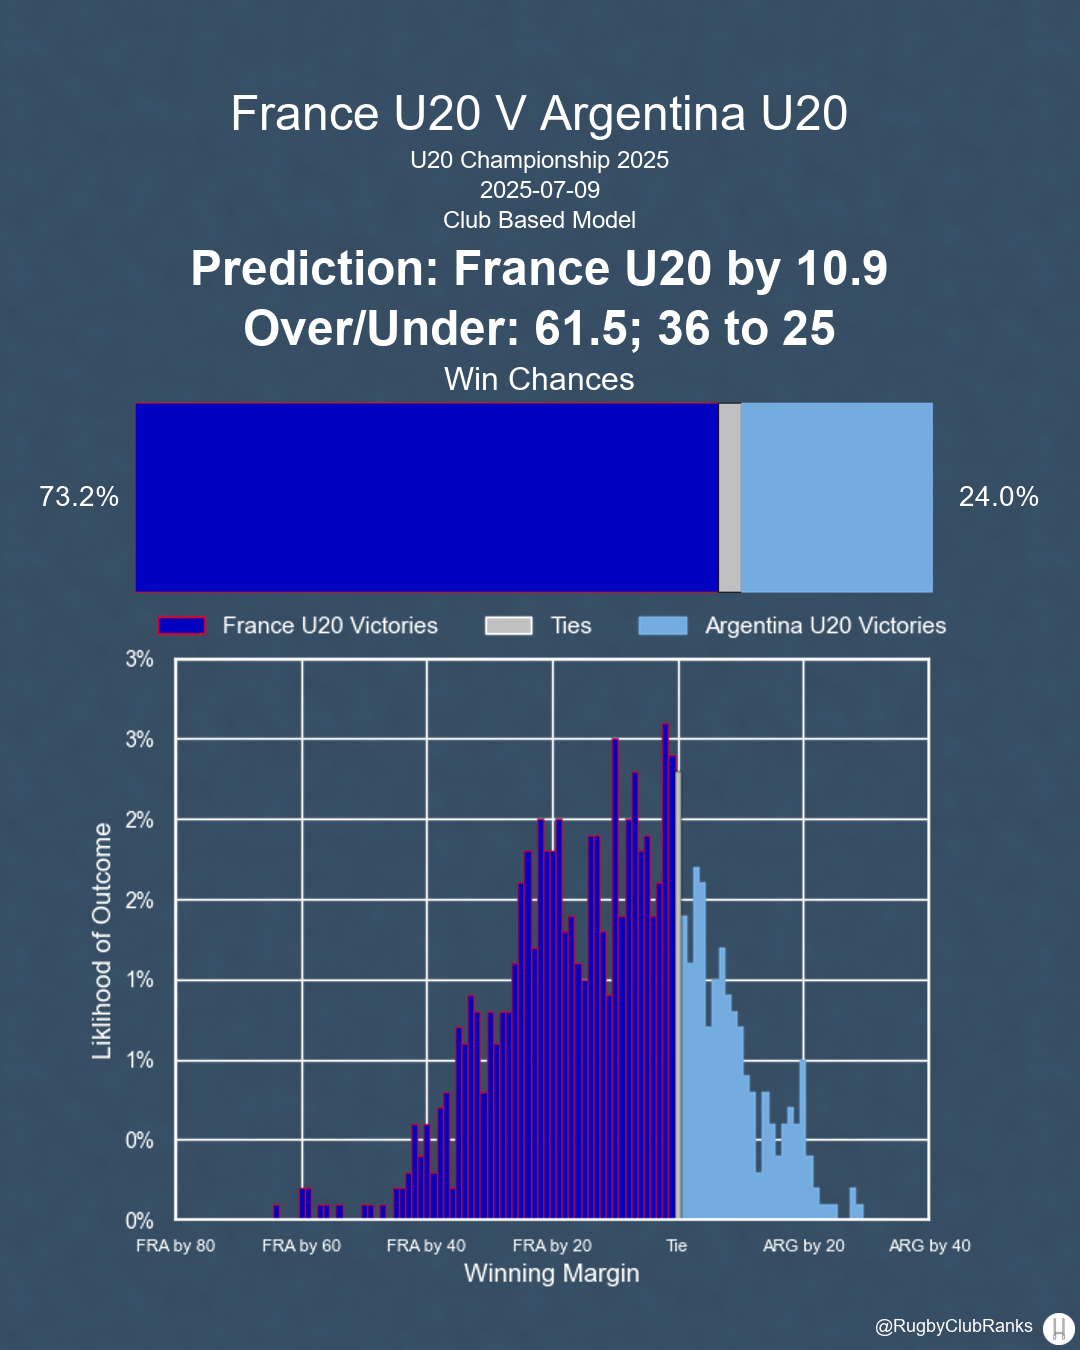 France U20 V Argentina U20
U20 Championship 2025
2025-07-09
Club Based Model
Prediction: France U20 by 10.9
Over/Under: 61.5; 36 to 25
Win Chances
73.2%
24.0%
France U20 Victories Ties Argentina U20 Victories
3%
3%
2%
2%
1%
1%
0%
0%
Liklihood of Outcome
FRA by 80 FRA by 60 FRA by 40 FRA by 20 Tie ARG by 20 ARG by 40
Winning Margin
@RugbyClubRanks